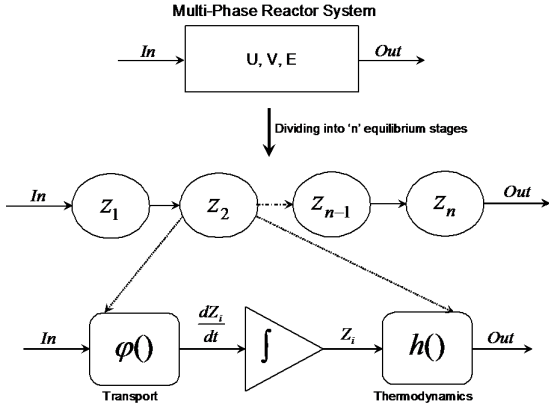 Multi-Phase Reactor System
In
U, V, E
Out
Dividing into 'n' equilibrium stages
In
Z1
Z2
Zn−1
Zn
Out
In
φ()
dZi
dt
∫
Zi
h()
Out
Transport
Thermodynamics